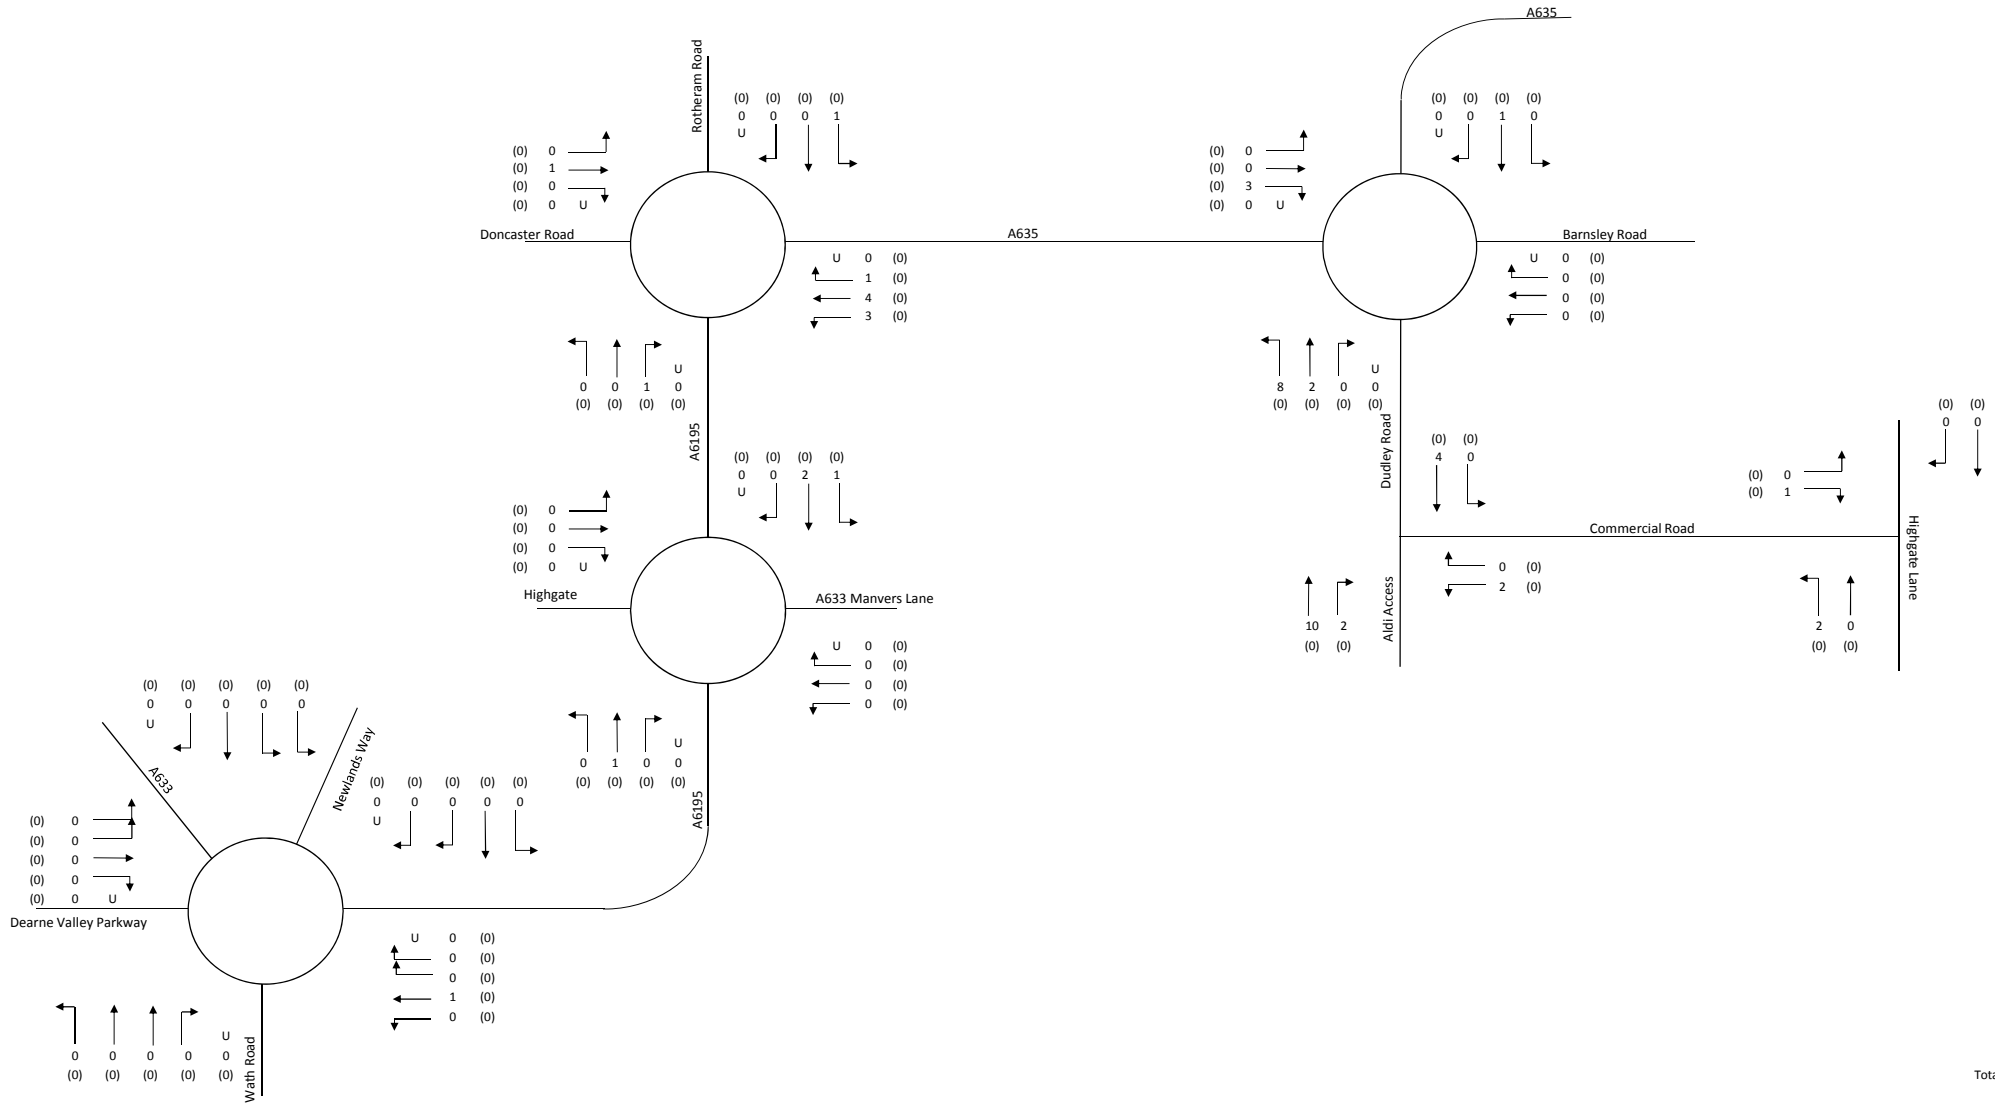 A635
Rotheram Road
(0) (0) (0) (0)
0 0 0 1
U
(0) 0
(0) 1
(0) 0
(0) 0 U
Doncaster Road
A635
U 0 (0)
1 (0)
4 (0)
3 (0)
0 0 1 0
U
(0) (0) (0) (0)
A6195
(0) (0) (0) (0)
0 0 1 0
U
(0) 0
(0) 0
(0) 3
(0) 0 U
Barnsley Road
U 0 (0)
0 (0)
0 (0)
0 (0)
U
8 2 0 0
(0) (0) (0) (0)
Dudley Road
(0) (0)
4 0
(0) 0
(0) 1
(0) (0)
0 0
Commercial Road
Highgate Lane
0 (0)
2 (0)
10 2
(0) (0)
Aldi Access
2 0
(0) (0)
(0) (0) (0) (0)
0 0 2 1
U
(0) 0
(0) 0
(0) 0
(0) 0 U
Highgate
A633 Manvers Lane
U 0 (0)
0 (0)
0 (0)
0 (0)
U
0 1 0 0
(0) (0) (0) (0)
A6195
(0) (0) (0) (0) (0)
0 0 0 0 0
U
A633
Newlands Way
(0) (0) (0) (0) (0)
0 0 0 0 0
U
(0) 0
(0) 0
(0) 0
(0) 0
(0) 0 U
Dearne Valley Parkway
U 0 (0)
0 (0)
0 (0)
1 (0)
0 (0)
U
0 0 0 0 0
(0) (0) (0) (0) (0)
Wath Road